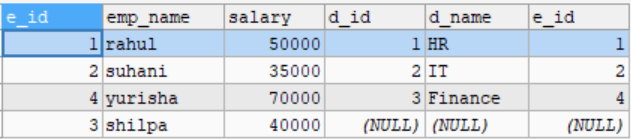 e_id emp_name salary d_id d_name e_id
1 rahul 50000 1 HR 1
2 suhani 35000 2 IT 2
4 yurisha 70000 3 Finance 4
3 shilpa 40000 (NULL) (NULL) (NULL)